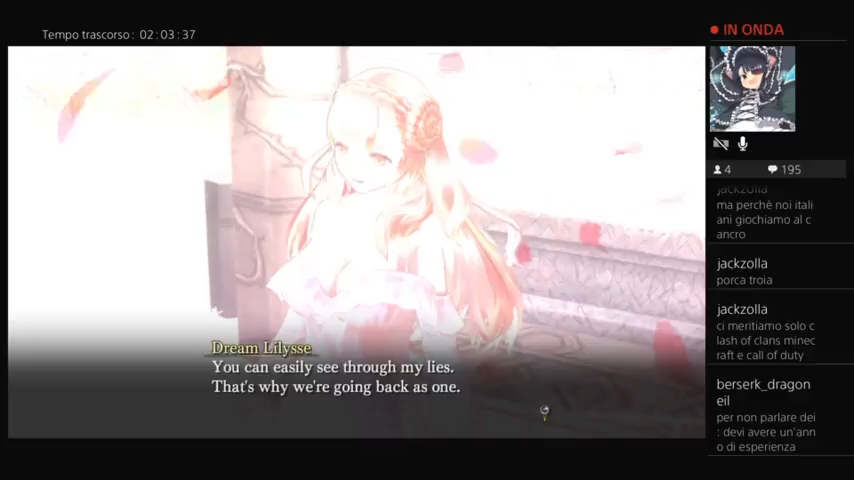 Tempo trascorso: 02:03:37
IN ONDA
4 195
jackzolla
ma perchè noi itali
ani giochiamo al c
ancro
jackzolla
porca troia
jackzolla
ci meritiamo solo c
lash of clans minec
raft e call of duty
berserk_dragon
eil
per non parlare dei
: devi avere un'ann
o di esperienza
Dream Lilysse
You can easily see through my lies.
That's why we're going back as one.